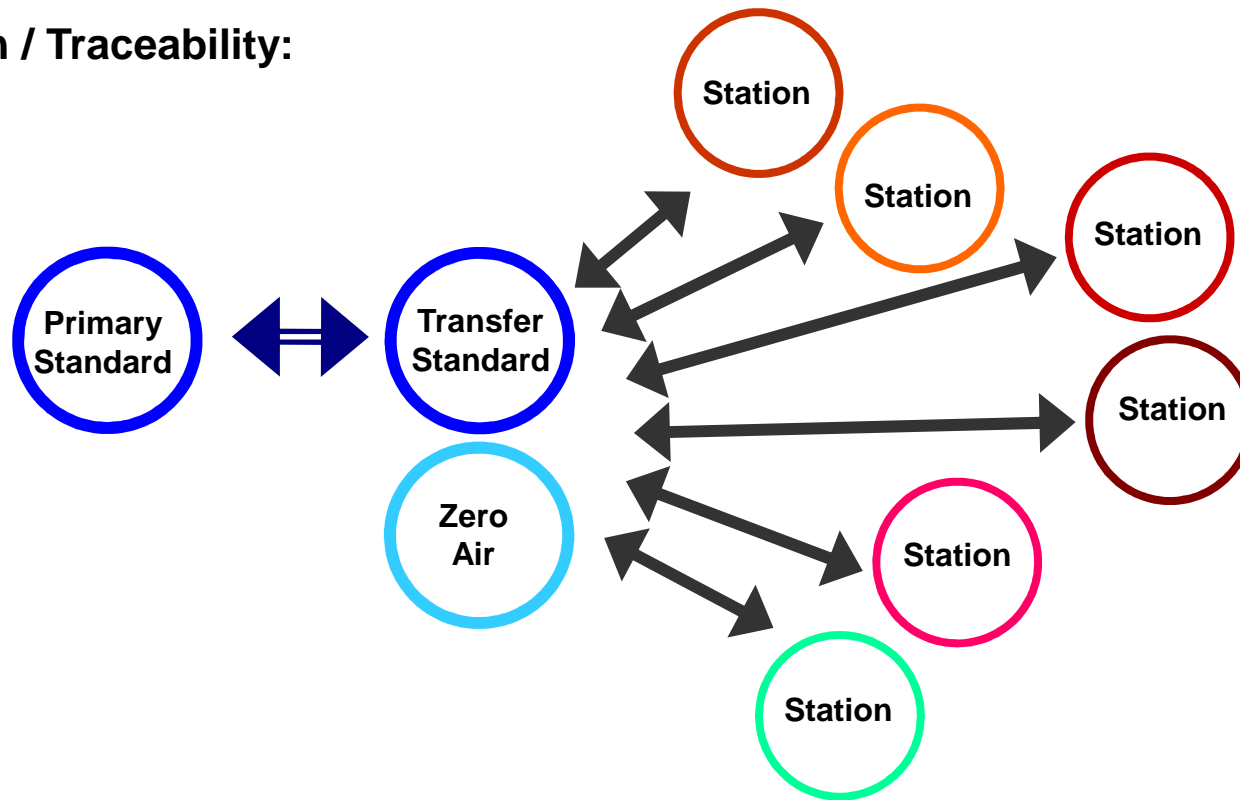 / Traceability:
Station
Station
Station
Primary
Standard
Transfer
Standard
Station
Zero
Air
Station
Station